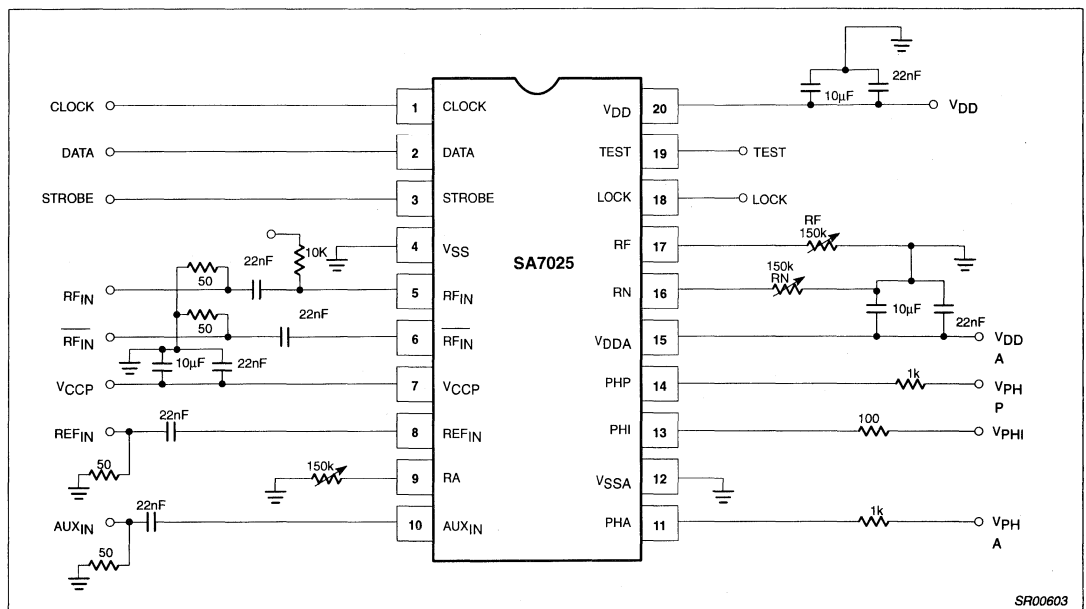 CLOCK 1 CLOCK
DATA 2 DATA
STROBE 3 STROBE
4 VSS
10K
22nF
50
RFIN 5 RFIN
50
22nF
RFIN 6 RFIN
10μF 22nF
VCCP 7 VCCP
22nF
REFIN 8 REFIN
50
150k
9 RA
22nF
AUXIN 10 AUXIN
50
SA7025
22nF
10μF
VDD 20 VDD
TEST 19 TEST
LOCK 18 LOCK
RF
150k
RF 17
150k
RN
RN 16
10μF
22nF
VDDA 15 VDD
A
1k
PHP 14 VPH
P
100
PHI 13 VPHI
VSSA 12
1k
PHA 11 VPH
A
SR00603